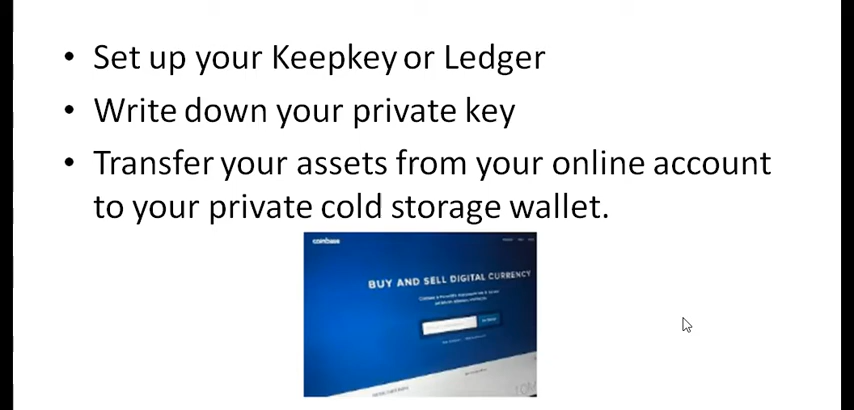 • Set up your Keepkey or Ledger
• Write down your private key
• Transfer your assets from your online account
to your private cold storage wallet.
coinbase
BUY AND SELL DIGITAL CURRENCY